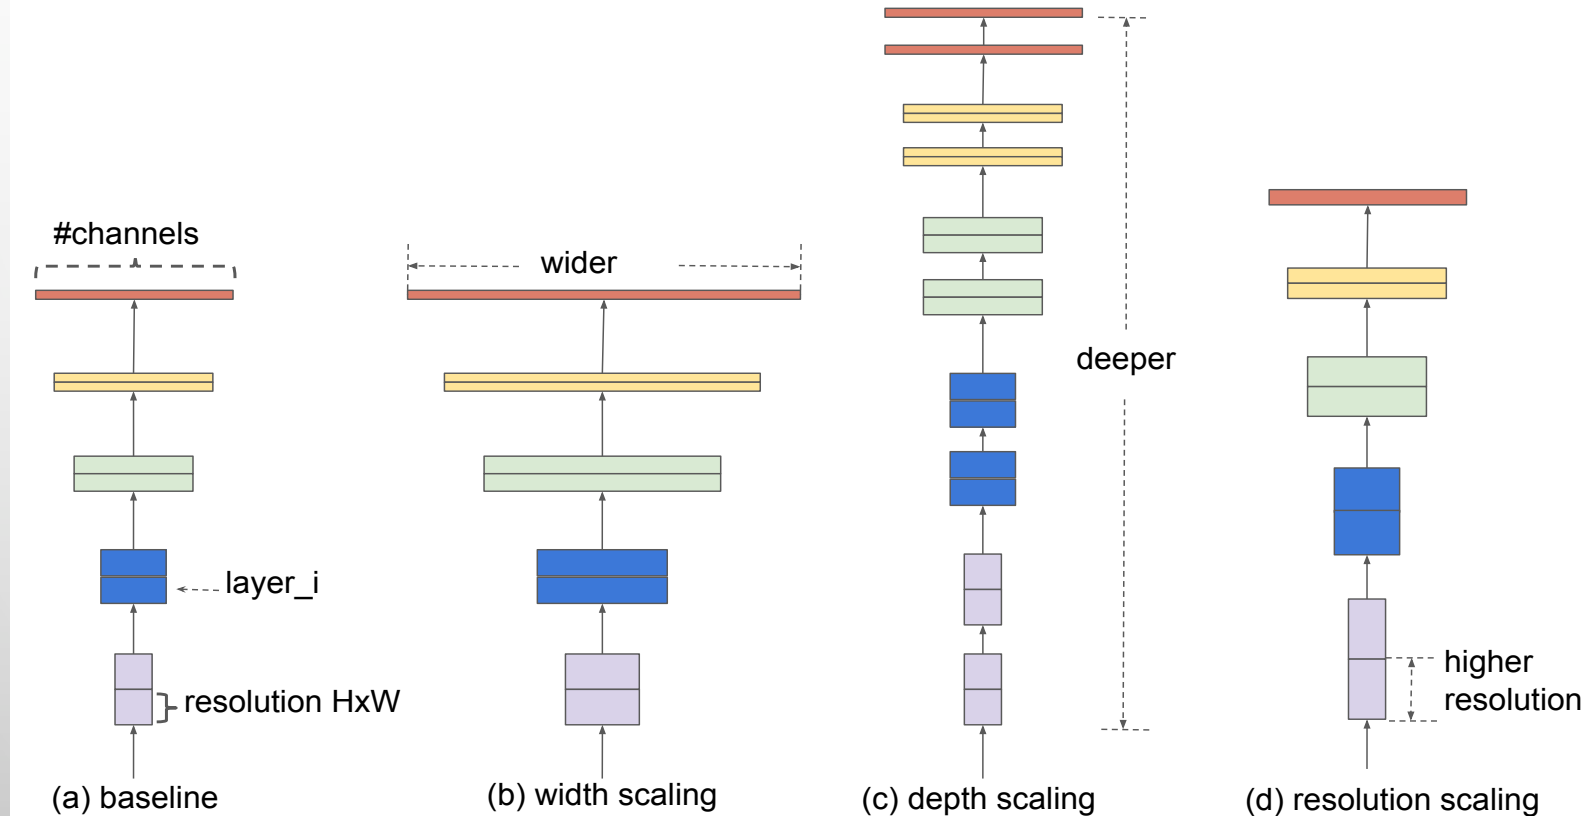 #channels
layer_i
resolution HxW
(a) baseline
wider
(b) width scaling
deeper
(c) depth scaling
higher
resolution
(d) resolution scaling